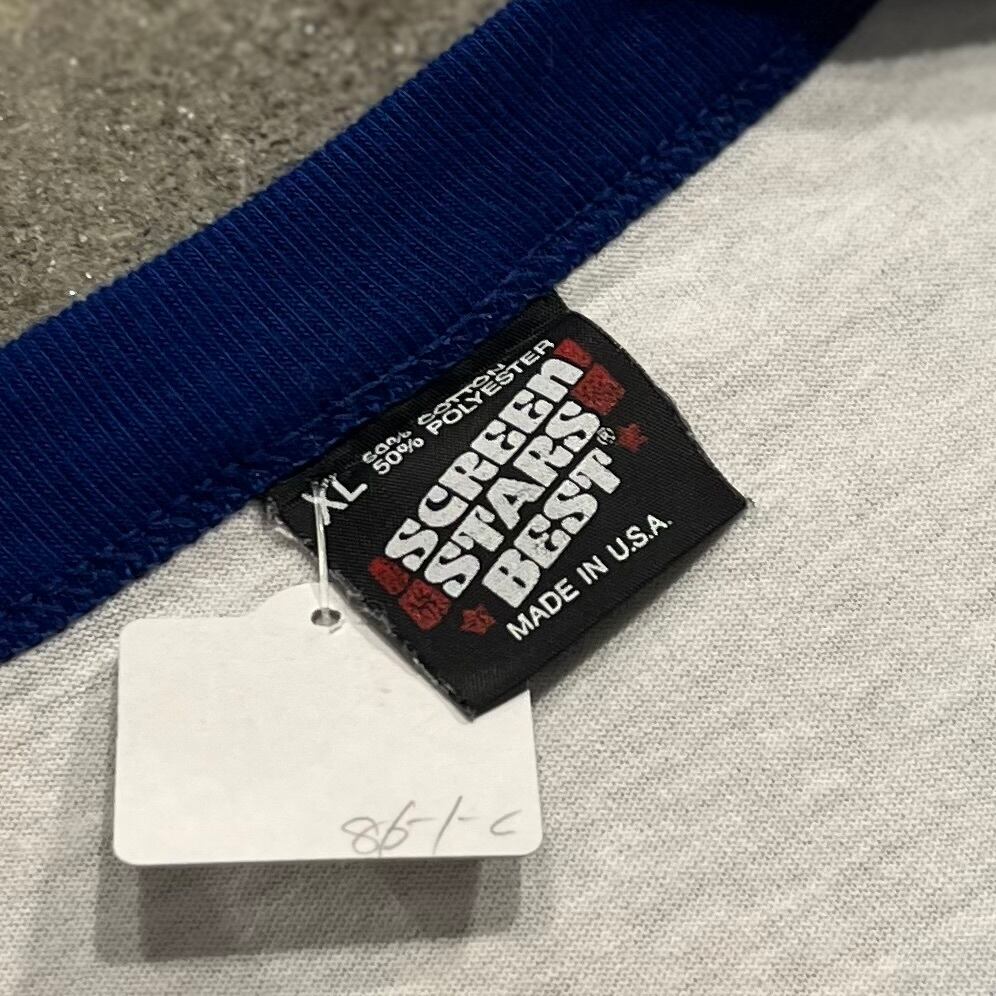 XL
50% COTTON
50% POLYESTER
SCREEN
STARS
BEST®
MADE IN U.S.A.
86-1-C